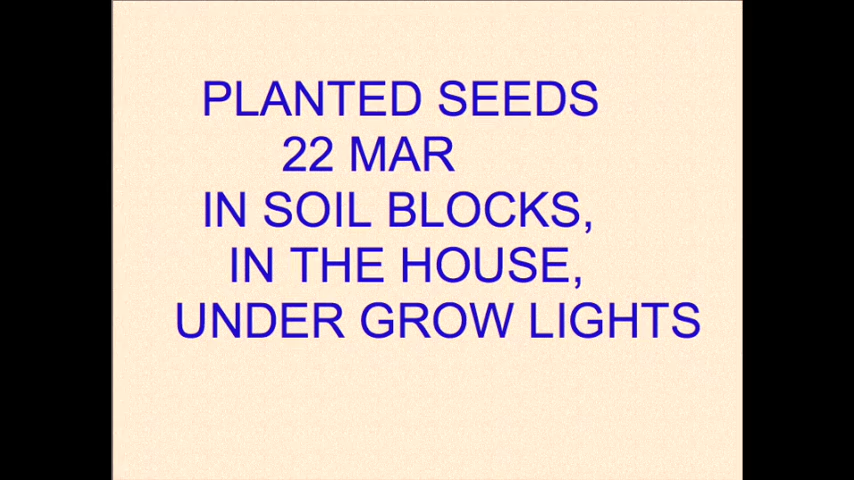 PLANTED SEEDS
22 MAR
IN SOIL BLOCKS,
IN THE HOUSE,
UNDER GROW LIGHTS